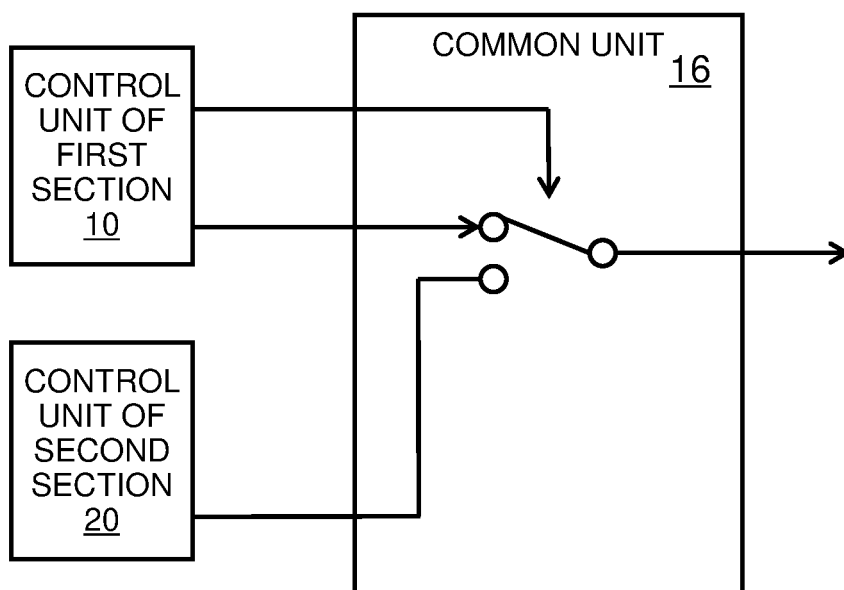 COMMON UNIT
16
CONTROL
UNIT OF
FIRST
SECTION
10
CONTROL
UNIT OF
SECOND
SECTION
20